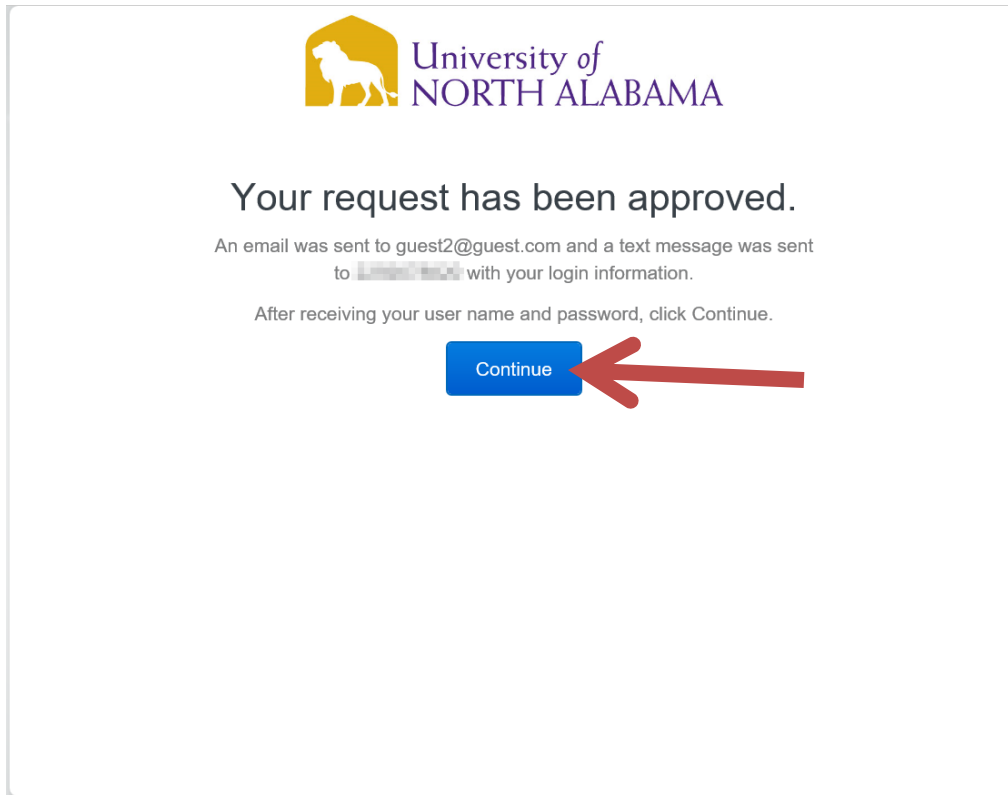 University of
NORTH ALABAMA
Your request has been approved.
An email was sent to guest2@guest.com and a text message was sent
to with your login information.
After receiving your user name and password, click Continue.
Continue